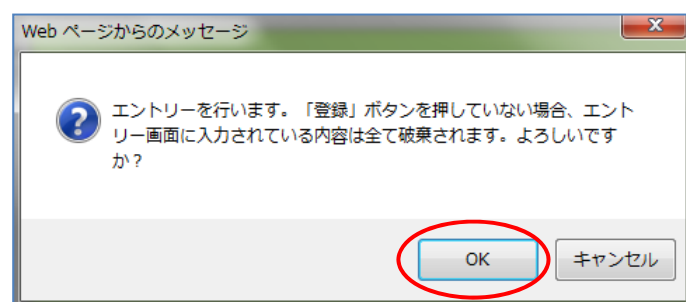 Web ページからのメッセージ
エントリーを行います。「登録」ボタンを押していない場合、エント
リー画面に入力されている内容は全て破棄されます。よろしいです
か？
OK
キャンセル